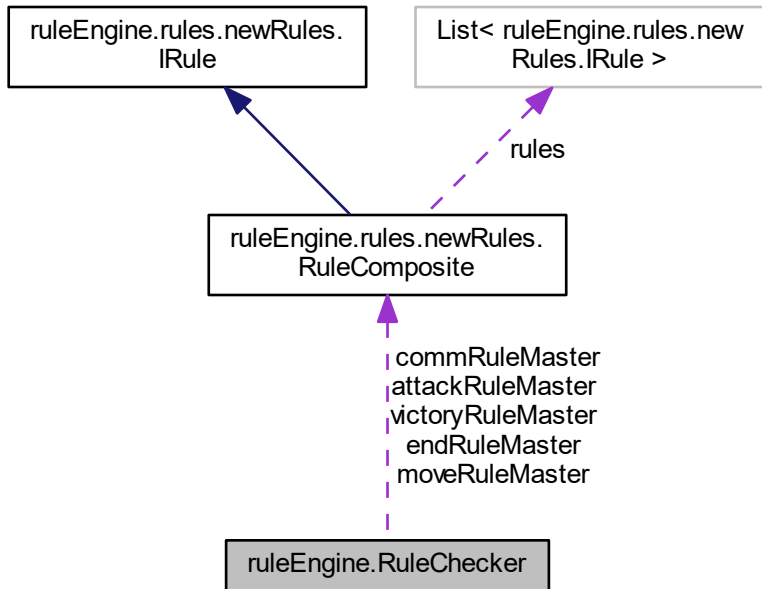 ruleEngine.rules.newRules.
IRule
List< ruleEngine.rules.new
Rules.IRule >
rules
ruleEngine.rules.newRules.
RuleComposite
commRuleMaster
attackRuleMaster
victoryRuleMaster
endRuleMaster
moveRuleMaster
ruleEngine.RuleChecker